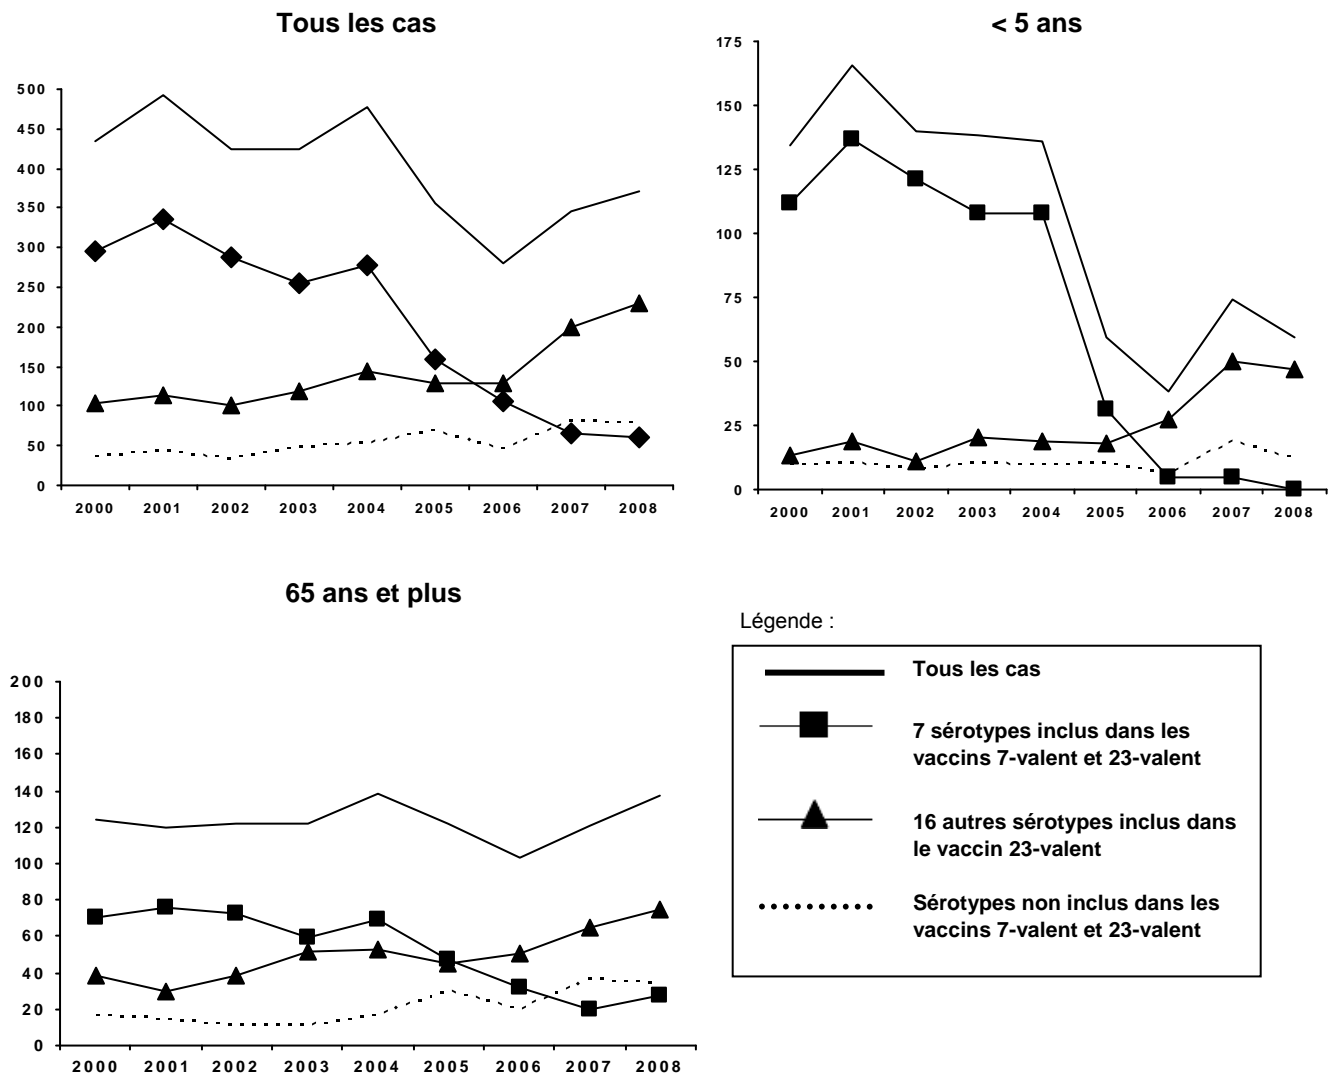 Tous les cas
500
450
400
350
300
250
200
150
100
50
0
2000 2001 2002 2003 2004 2005 2006 2007 2008
< 5 ans
175
150
125
100
75
50
25
0
2000 2001 2002 2003 2004 2005 2006 2007 2008
65 ans et plus
200
180
160
140
120
100
80
60
40
20
0
2000 2001 2002 2003 2004 2005 2006 2007 2008
Légende :
Tous les cas
7 sérotypes inclus dans les
vaccins 7-valent et 23-valent
16 autres sérotypes inclus dans
le vaccin 23-valent
Sérotypes non inclus dans les
vaccins 7-valent et 23-valent